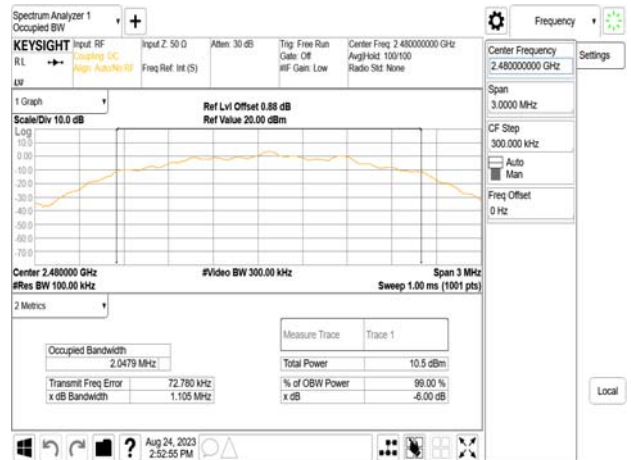 Spectrum Analyzer 1
Occupied BW
Frequency
KEYSIGHT
Input: RF
Input Z: 50 Ω
Atten: 30 dB
Trig: Free Run
Center Freq: 2.480000000 GHz
RL
Coupling: DC
Gate: Off
Avg|Hold: 100/100
Align: Auto/No RF
Freq Ref: Int (S)
#IF Gain: Low
Radio Std: None
1 Graph
Ref Lvl Offset 0.88 dB
Scale/Div 10.0 dB
Ref Value 20.00 dBm
Log
10.0
0.00
-10.0
-20.0
-30.0
-40.0
-50.0
-60.0
-70.0
Center 2.480000 GHz
#Video BW 300.00 kHz
Span 3 MHz
#Res BW 100.00 kHz
Sweep 1.00 ms (1001 pts)
2 Metrics
Measure Trace
Trace 1
Occupied Bandwidth
2.0479 MHz
Total Power
10.5 dBm
Transmit Freq Error
72.780 kHz
% of OBW Power
99.00 %
x dB Bandwidth
1.105 MHz
x dB
-6.00 dB
Aug 24, 2023
2:52:55 PM
Center Frequency
2.480000000 GHz
Settings
Span
3.0000 MHz
CF Step
300.000 kHz
Auto
Man
Freq Offset
0 Hz
Local